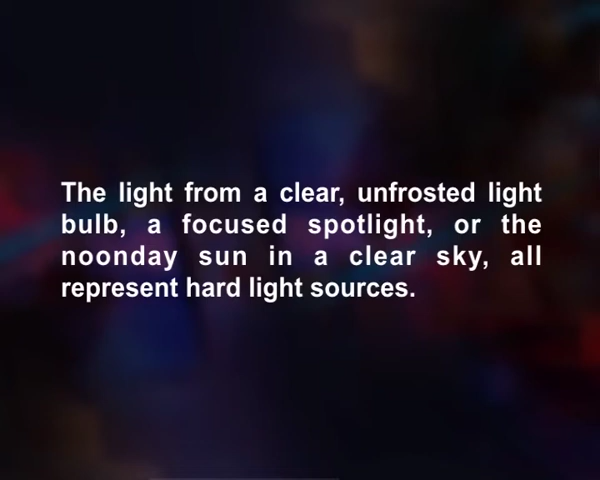 The light from a clear, unfrosted light
bulb, a focused spotlight, or the
noonday sun in a clear sky, all
represent hard light sources.